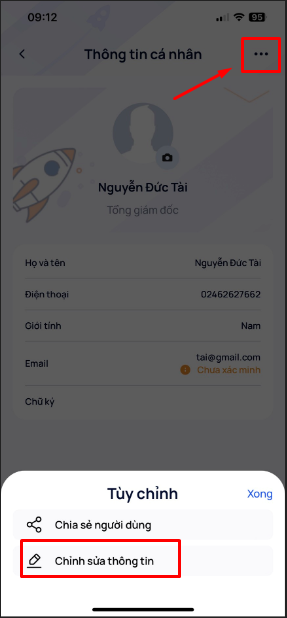 09:12
95
Thông tin cá nhân
Nguyễn Đức Tài
Tổng giám đốc
Họ và tên Nguyễn Đức Tài
Điện thoại 02462627662
Giới tính Nam
Email tai@gmail.com
Chưa xác minh
Chữ ký
Tùy chỉnh Xong
Chia sẻ người dùng
Chỉnh sửa thông tin